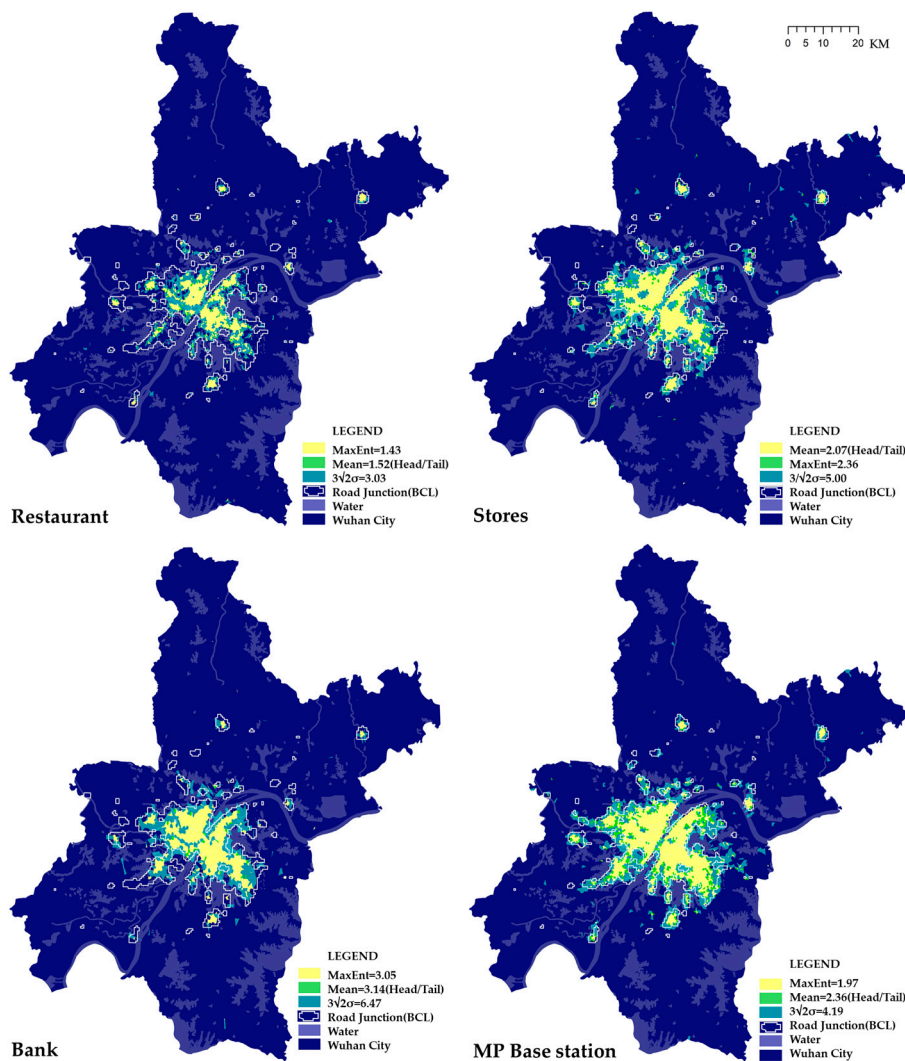 0 10 20 KM
LEGEND
MaxEnt=1.43
Mean=1.52(Head/Tail)
3√2σ=3.03
Road Junction(BCL)
Water
Wuhan City
Restaurant
LEGEND
Mean=2.07(Head/Tail)
MaxEnt=2.36
3/√2σ=5.00
Road Junction(BCL)
Water
Wuhan City
Stores
LEGEND
MaxEnt=3.05
Mean=3.14(Head/Tail)
3√2σ=6.47
Road Junction(BCL)
Water
Wuhan City
Bank
LEGEND
MaxEnt=1.97
Mean=2.36(Head/Tail)
3√2σ=4.19
Road Junction(BCL)
Water
Wuhan City
MP Base station